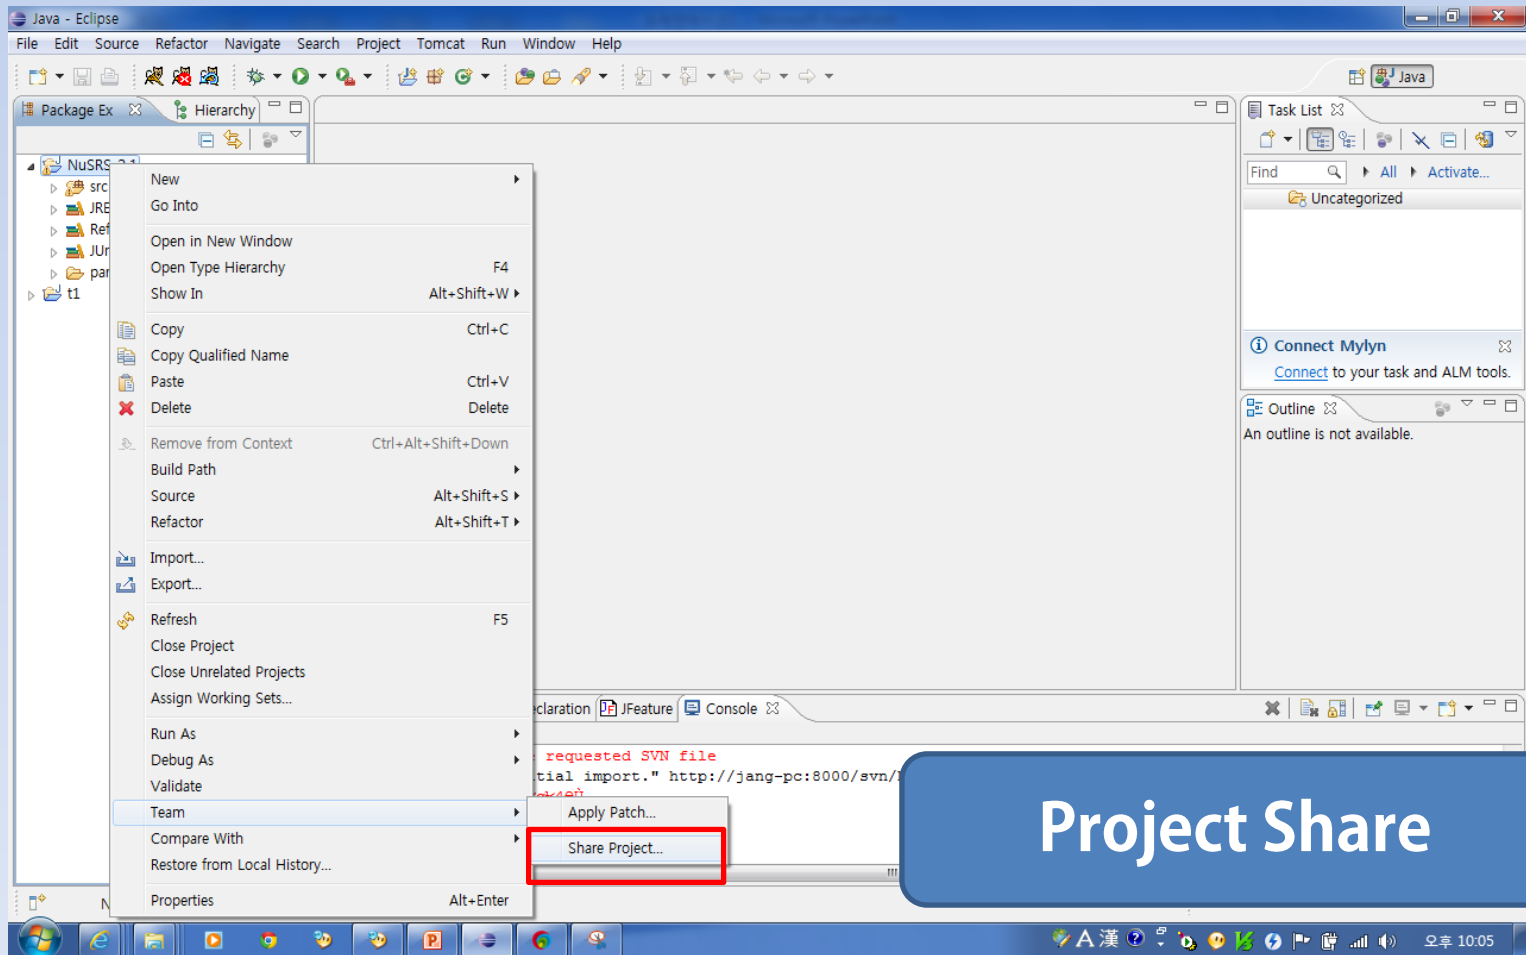 Java - Eclipse
File Edit Source Refactor Navigate Search Project Tomcat Run Window Help
Java
Package Ex
Hierarchy
Task List
Find
All
Activate...
Uncategorized
NuSRS
src
JRE
Ref
t1
New
Go Into
Open in New Window
Open Type Hierarchy F4
Show In Alt+Shift+W
Copy Ctrl+C
Copy Qualified Name
Paste Ctrl+V
Delete Delete
Remove from Context Ctrl+Alt+Shift+Down
Build Path
Source Alt+Shift+S
Refactor Alt+Shift+T
Import...
Export...
Refresh F5
Close Project
Close Unrelated Projects
Assign Working Sets...
Run As
Debug As
Validate
Team
Compare With
Restore from Local History...
Properties Alt+Enter
Apply Patch...
Share Project...
Connect Mylyn
Connect to your task and ALM tools.
Outline
An outline is not available.
claration
JFeature
Console
requested SVN file
tial import." http://jang-pc:8000/svn/
Project Share
A 漢
오후 10:05